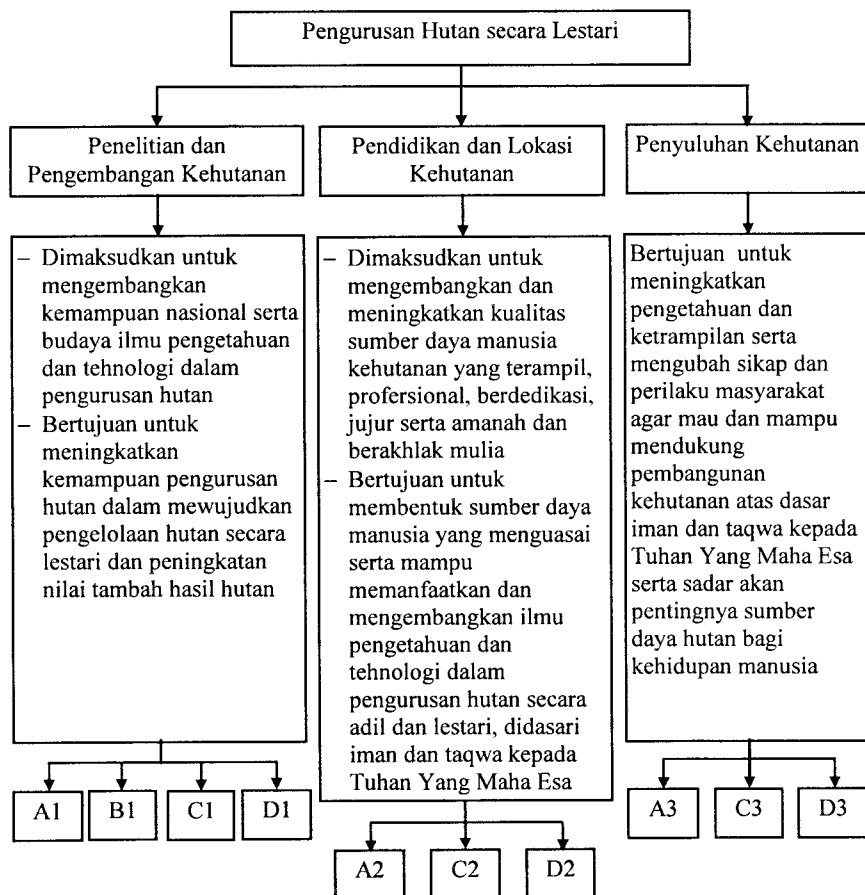 Pengurusan Hutan secara Lestari
Penelitian dan
Pengembangan Kehutanan
Pendidikan dan Lokasi
Kehutanan
Penyuluhan Kehutanan
– Dimaksudkan untuk
mengembangkan
kemampuan nasional serta
budaya ilmu pengetahuan
dan tehnologi dalam
pengurusan hutan
– Bertujuan untuk
meningkatkan
kemampuan pengurusan
hutan dalam mewujudkan
pengelolaan hutan secara
lestari dan peningkatan
nilai tambah hasil hutan
– Dimaksudkan untuk
mengembangkan dan
meningkatkan kualitas
sumber daya manusia
kehutanan yang terampil,
profersional, berdedikasi,
jujur serta amanah dan
berakhlak mulia
– Bertujuan untuk
membentuk sumber daya
manusia yang menguasai
serta mampu
memanfaatkan dan
mengembangkan ilmu
pengetahuan dan
tehnologi dalam
pengurusan hutan secara
adil dan lestari, didasari
iman dan taqwa kepada
Tuhan Yang Maha Esa
Bertujuan untuk
meningkatkan
pengetahuan dan
ketrampilan serta
mengubah sikap dan
perilaku masyarakat
agar mau dan mampu
mendukung
pembangunan
kehutanan atas dasar
iman dan taqwa kepada
Tuhan Yang Maha Esa
serta sadar akan
pentingnya sumber
daya hutan bagi
kehidupan manusia
A1 B1 C1 D1
A2 C2 D2
A3 C3 D3